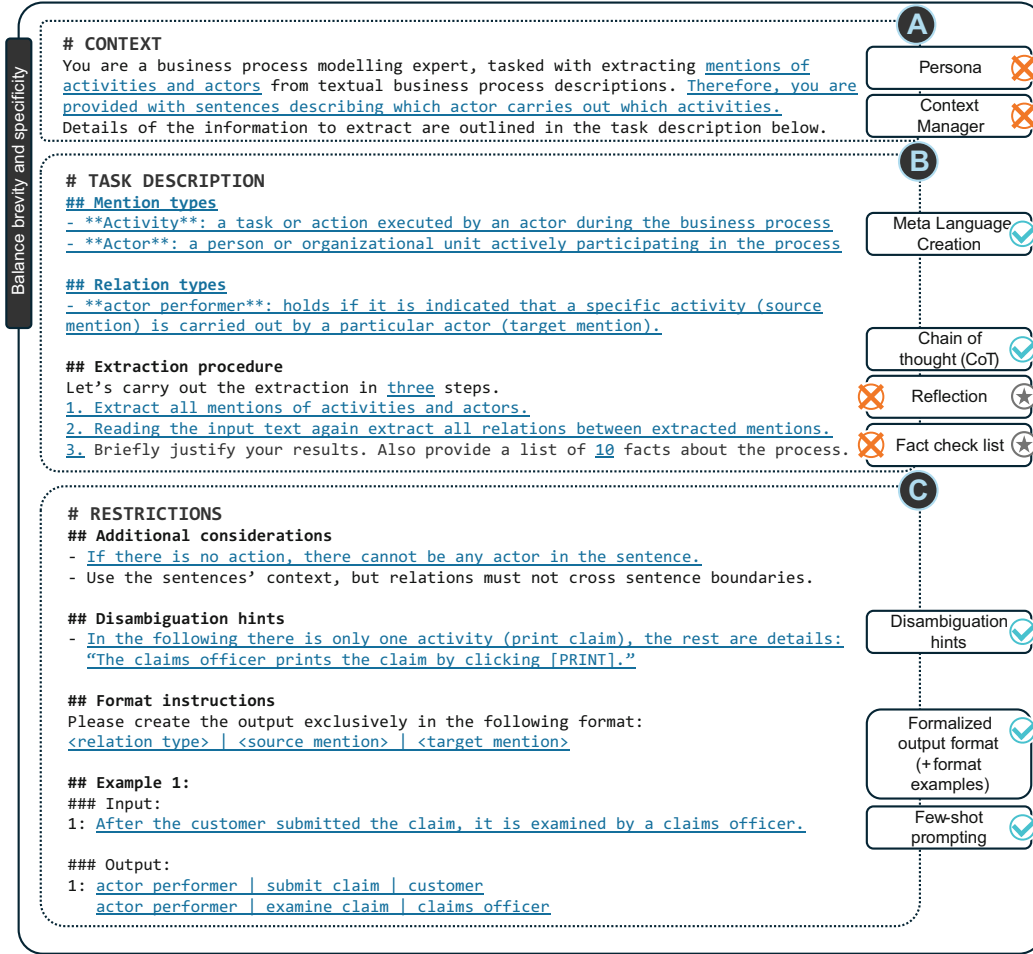 Balance brevity and specificity
A
# CONTEXT
You are a business process modelling expert, tasked with extracting mentions of
activities and actors from textual business process descriptions. Therefore, you are
provided with sentences describing which actor carries out which activities.
Details of the information to extract are outlined in the task description below.
Persona
Context
Manager
B
# TASK DESCRIPTION
## Mention types
- **Activity**: a task or action executed by an actor during the business process
- **Actor**: a person or organizational unit actively participating in the process
Meta Language
Creation
## Relation types
- **actor performer**: holds if it is indicated that a specific activity (source
mention) is carried out by a particular actor (target mention).
## Extraction procedure
Let's carry out the extraction in three steps.
1. Extract all mentions of activities and actors.
2. Reading the input text again extract all relations between extracted mentions.
3. Briefly justify your results. Also provide a list of 10 facts about the process.
Chain of
thought (CoT)
Reflection
Fact check list
C
# RESTRICTIONS
## Additional considerations
- If there is no action, there cannot be any actor in the sentence.
- Use the sentences' context, but relations must not cross sentence boundaries.
## Disambiguation hints
- In the following there is only one activity (print claim), the rest are details:
"The claims officer prints the claim by clicking [PRINT]."
Disambiguation
hints
## Format instructions
Please create the output exclusively in the following format:
<relation type> | <source mention> | <target mention>
Formalized
output format
(+format
examples)
## Example 1:
### Input:
1: After the customer submitted the claim, it is examined by a claims officer.
Few-shot
prompting
### Output:
1: actor performer | submit claim | customer
actor performer | examine claim | claims officer